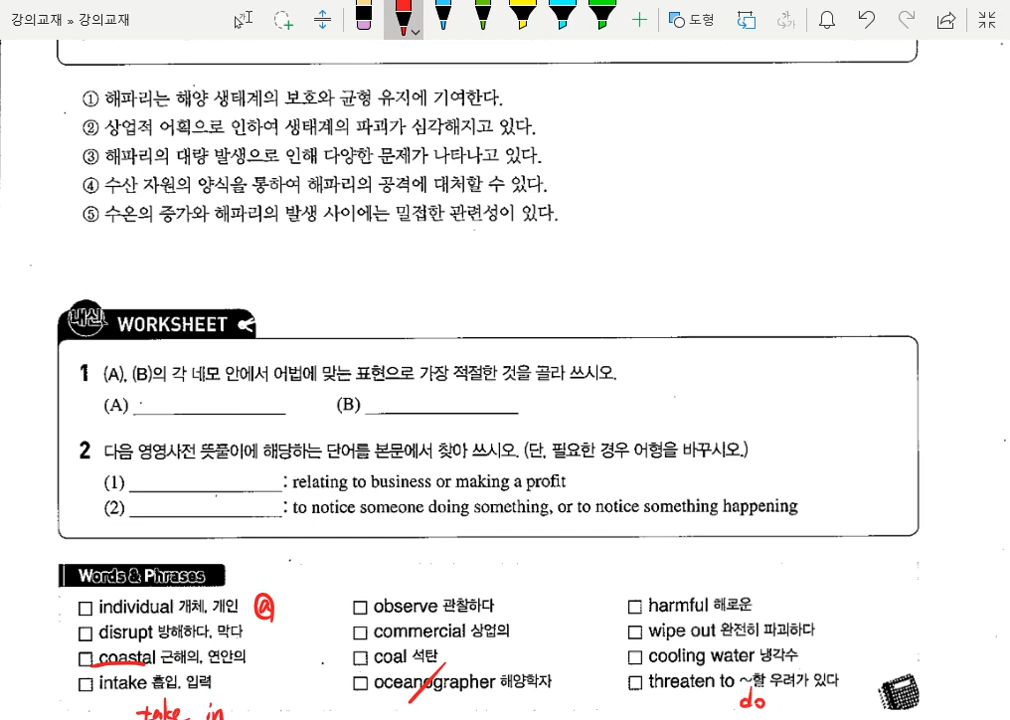 강의교재 » 강의교재
도형
① 해파리는 해양 생태계의 보호와 균형 유지에 기여한다.
② 상업적 어획으로 인하여 생태계의 파괴가 심각해지고 있다.
③ 해파리의 대량 발생으로 인해 다양한 문제가 나타나고 있다.
④ 수산 자원의 양식을 통하여 해파리의 공격에 대처할 수 있다.
⑤ 수온의 증가와 해파리의 발생 사이에는 밀접한 관련성이 있다.
내신 WORKSHEET
1 (A), (B)의 각 네모 안에서 어법에 맞는 표현으로 가장 적절한 것을 골라 쓰시오.
(A) ________ (B) ________
2 다음 영영사전 뜻풀이에 해당하는 단어를 본문에서 찾아 쓰시오. (단, 필요한 경우 어형을 바꾸시오.)
(1) ________ : relating to business or making a profit
(2) ________ : to notice someone doing something, or to notice something happening
Words & Phrases
□ individual 개체, 개인 ⓐ □ observe 관찰하다 □ harmful 해로운
□ disrupt 방해하다, 막다 □ commercial 상업의 □ wipe out 완전히 파괴하다
□ coastal 근해의, 연안의 □ coal 석탄 □ cooling water 냉각수
□ intake 흡입, 입력 □ oceanographer 해양학자 □ threaten to ~할 우려가 있다
take in do